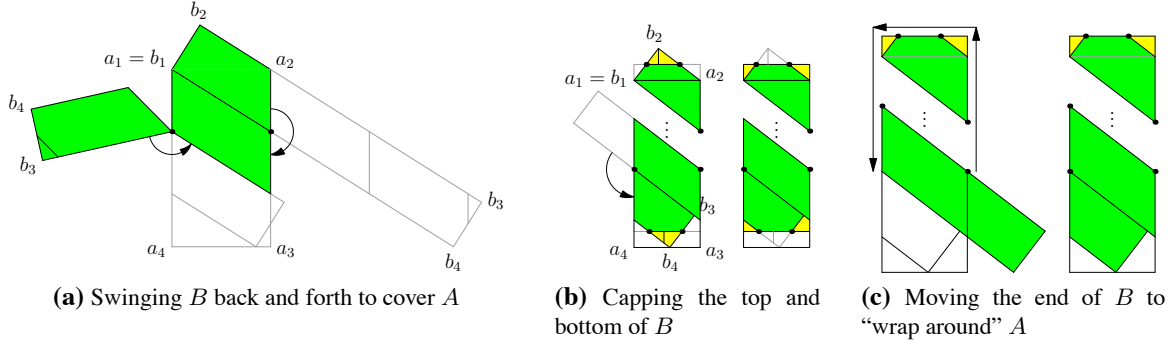 b₂
a₁ = b₁
a₂
b₄
b₃
b₃
a₄
a₃
b₄
(a) Swinging B back and forth to cover A
b₂
a₁ = b₁
a₂
⋮
⋮
b₃
a₄
b₄
a₃
(b) Capping the top and
bottom of B
⋮
⋮
(c) Moving the end of B to
“wrap around” A